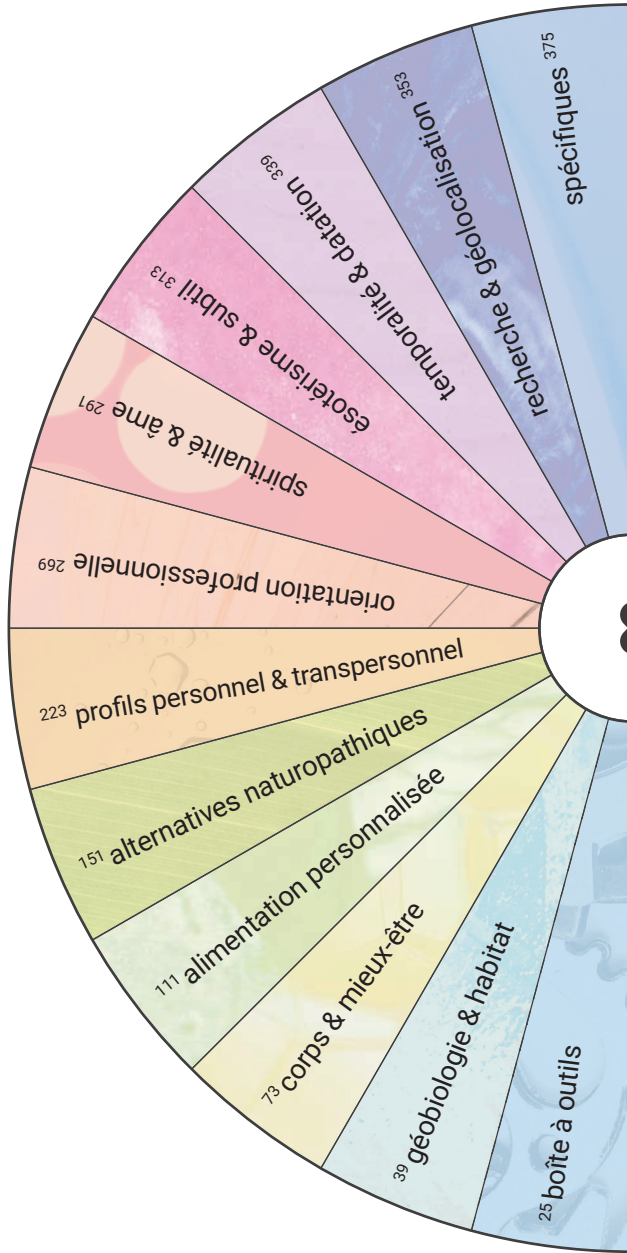 spécifiques 375
recherche & géolocalisation 353
temporalité & datation 339
ésotérisme & subtil 313
spiritualité & âme 291
orientation professionnelle 269
223 profils personnel & transpersonnel
151 alternatives naturopathiques
111 alimentation personnalisée
73 corps & mieux-être
39 géobiologie & habitat
25 boîte à outils